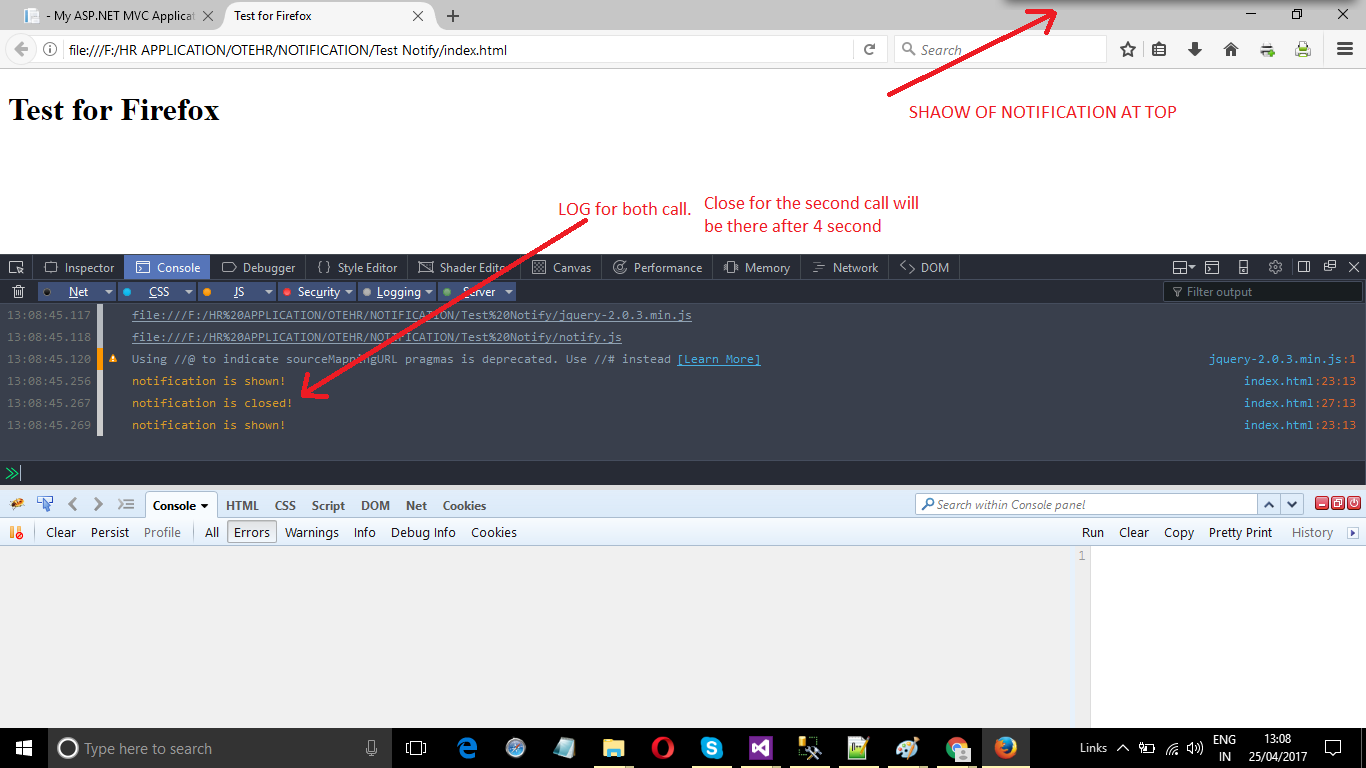 - My ASP.NET MVC Applicat
Test for Firefox
file:///F:/HR APPLICATION/OTEHR/NOTIFICATION/Test Notify/index.html
Search
Test for Firefox
SHAOW OF NOTIFICATION AT TOP
LOG for both call.
Close for the second call will
be there after 4 second
Inspector Console Debugger Style Editor Shader Edito Canvas Performance Memory Network DOM
Net CSS JS Security Logging Server Filter output
13:08:45.117 file:///F:/HR%20APPLICATION/OTEHR/NOTIFICATION/Test%20Notify/jquery-2.0.3.min.js
13:08:45.118 file:///F:/HR%20APPLICATION/OTEHR/NOTIFICATION/Test%20Notify/notify.js
13:08:45.120 Using //@ to indicate sourceMappingURL pragmas is deprecated. Use //# instead [Learn More] jquery-2.0.3.min.js:1
13:08:45.256 notification is shown! index.html:23:13
13:08:45.267 notification is closed! index.html:27:13
13:08:45.269 notification is shown! index.html:23:13
Console HTML CSS Script DOM Net Cookies Search within Console panel
Clear Persist Profile All Errors Warnings Info Debug Info Cookies Run Clear Copy Pretty Print History
1
Type here to search
Links ENG 13:08
IN 25/04/2017